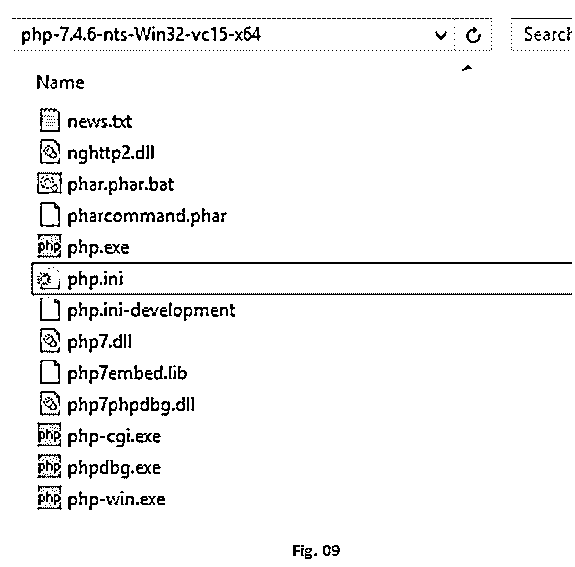 php-7.4.6-nts-Win32-vc15-x64 Search
Name
news.txt
nghttp2.dll
phar.phar.bat
pharcommand.phar
php.exe
php.ini
php.ini-development
php7.dll
php7embed.lib
php7phpdbg.dll
php-cgi.exe
phpdbg.exe
php-win.exe
Fig. 09